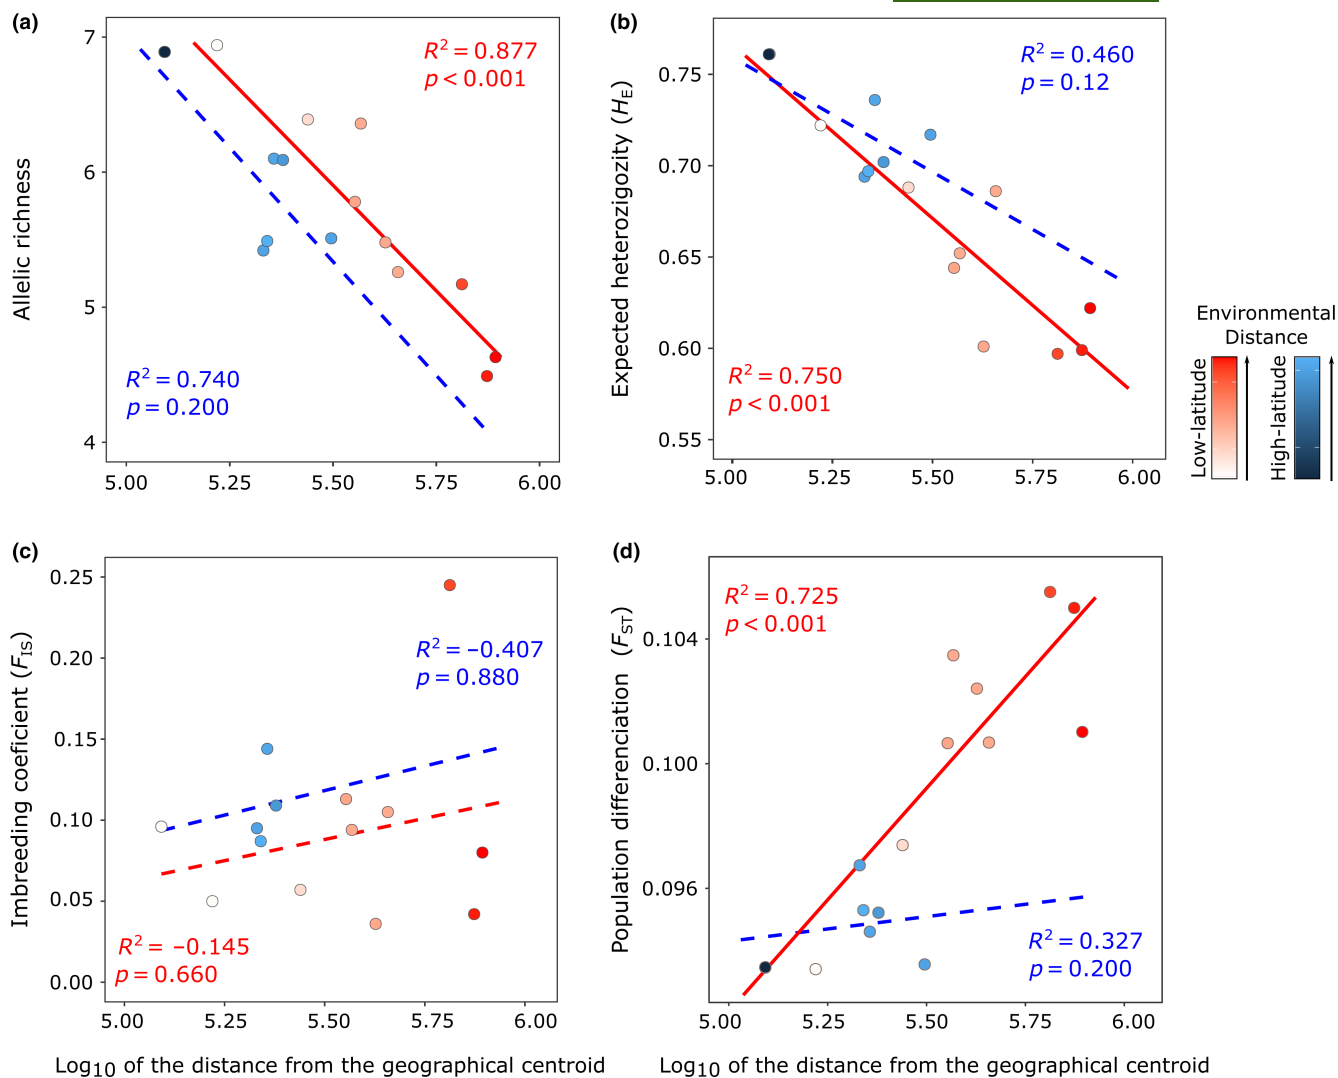 (a)
7
6
5
4
Allelic richness
R² = 0.877
p < 0.001
R² = 0.740
p = 0.200
5.00 5.25 5.50 5.75 6.00
(b)
0.75
0.70
0.65
0.60
0.55
Expected heterozigozity (H_E)
R² = 0.460
p = 0.12
R² = 0.750
p < 0.001
5.00 5.25 5.50 5.75 6.00
Environmental
Distance
Low-latitude
High-latitude
(c)
0.25
0.20
0.15
0.10
0.05
0.00
Imbreeding coeficient (F_IS)
R² = –0.407
p = 0.880
R² = –0.145
p = 0.660
5.00 5.25 5.50 5.75 6.00
Log₁₀ of the distance from the geographical centroid
(d)
0.104
0.100
0.096
Population differenciation (F_ST)
R² = 0.725
p < 0.001
R² = 0.327
p = 0.200
5.00 5.25 5.50 5.75 6.00
Log₁₀ of the distance from the geographical centroid